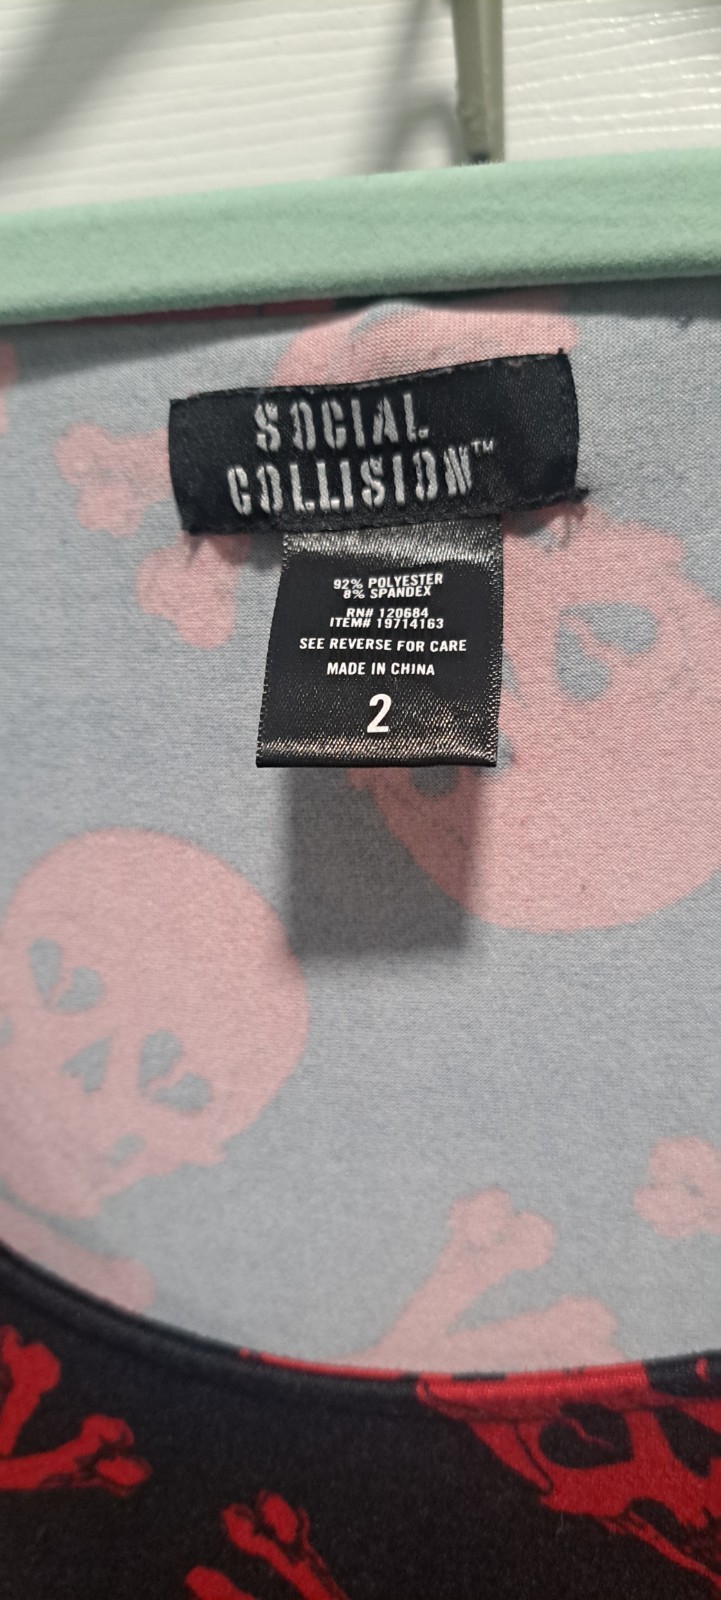 SOCIAL
COLLISION™
92% POLYESTER
8% SPANDEX
RN# 120684
ITEM# 19714163
SEE REVERSE FOR CARE
MADE IN CHINA
2